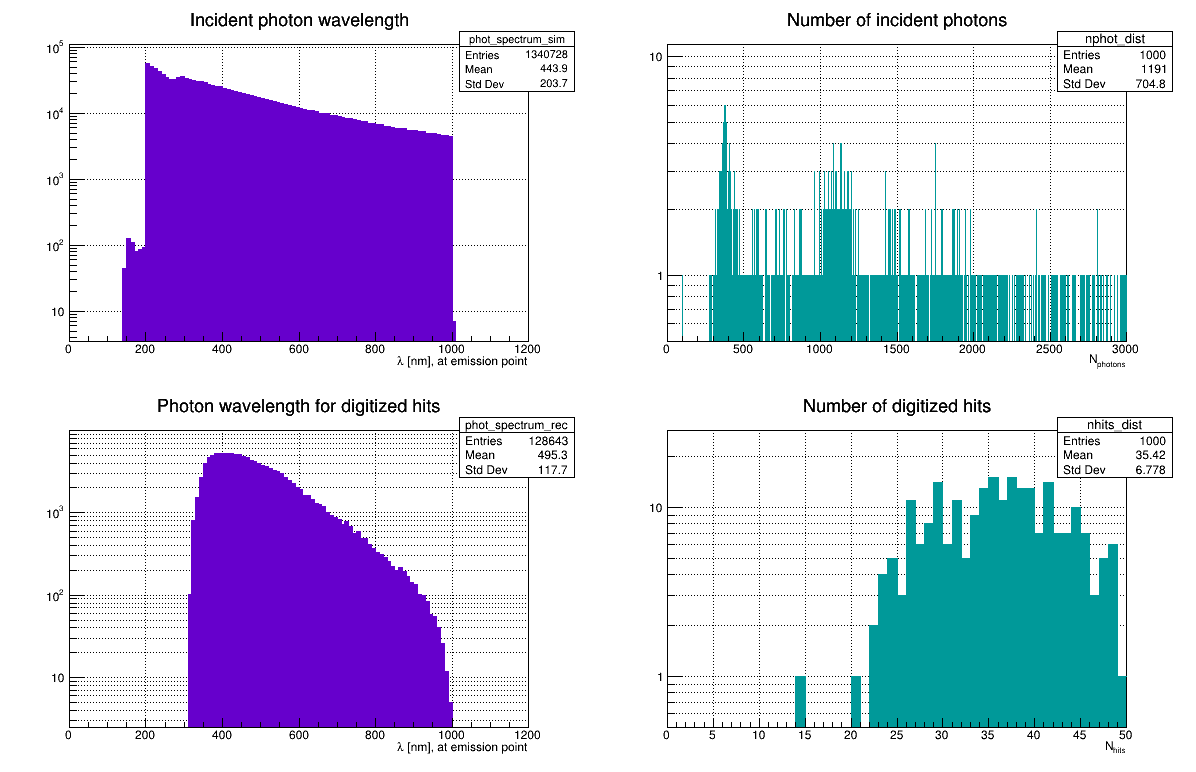 Incident photon wavelength
phot_spectrum_sim
Entries 1340728
Mean 443.9
Std Dev 203.7
10^5
10^4
10^3
10^2
10
0 200 400 600 800 1000 1200
λ [nm], at emission point
Number of incident photons
nphot_dist
Entries 1000
Mean 1191
Std Dev 704.8
10
1
0 500 1000 1500 2000 2500 3000
N_photons
Photon wavelength for digitized hits
phot_spectrum_rec
Entries 128643
Mean 495.3
Std Dev 117.7
10^3
10^2
10
0 200 400 600 800 1000 1200
λ [nm], at emission point
Number of digitized hits
nhits_dist
Entries 1000
Mean 35.42
Std Dev 6.778
10
1
0 5 10 15 20 25 30 35 40 45 50
N_hits